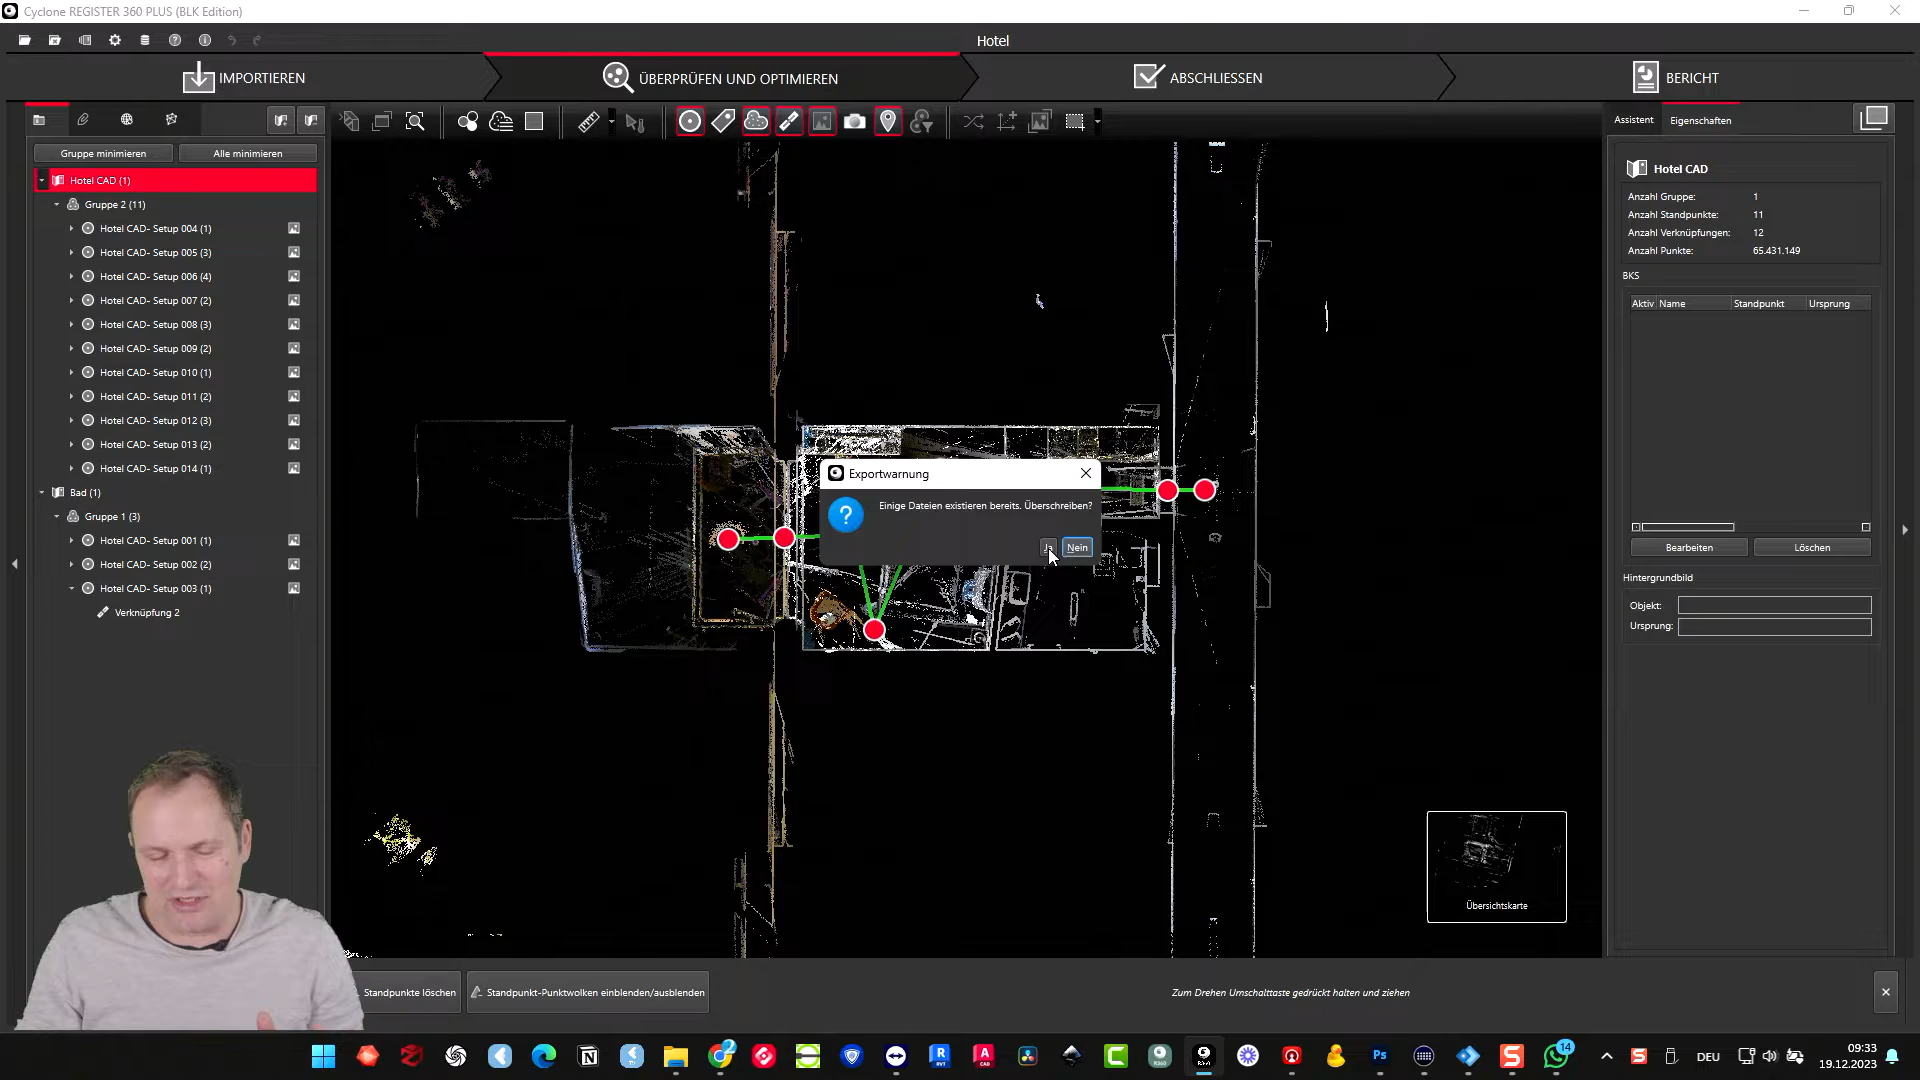 Cyclone REGISTER 360 PLUS (BLK Edition)
Hotel
IMPORTIEREN
ÜBERPRÜFEN UND OPTIMIEREN
ABSCHLIESSEN
BERICHT
Gruppe minimieren
Alle minimieren
Hotel CAD (1)
Gruppe 2 (11)
Hotel CAD- Setup 004 (1)
Hotel CAD- Setup 005 (3)
Hotel CAD- Setup 006 (4)
Hotel CAD- Setup 007 (2)
Hotel CAD- Setup 008 (3)
Hotel CAD- Setup 009 (2)
Hotel CAD- Setup 010 (1)
Hotel CAD- Setup 011 (2)
Hotel CAD- Setup 012 (3)
Hotel CAD- Setup 013 (2)
Hotel CAD- Setup 014 (1)
Bad (1)
Gruppe 1 (3)
Hotel CAD- Setup 001 (1)
Hotel CAD- Setup 002 (2)
Hotel CAD- Setup 003 (1)
Verknüpfung 2
Exportwarnung
Einige Dateien existieren bereits. Überschreiben?
Ja
Nein
Übersichtskarte
Assistent
Eigenschaften
Hotel CAD
Anzahl Gruppe: 1
Anzahl Standpunkte: 11
Anzahl Verknüpfungen: 12
Anzahl Punkte: 65.431.149
BKS
Aktiv Name Standpunkt Ursprung
Bearbeiten
Löschen
Hintergrundbild
Objekt:
Ursprung:
Standpunkte löschen
Standpunkt-Punktwolken einblenden/ausblenden
Zum Drehen Umschalttaste gedrückt halten und ziehen
2
14
DEU
09:33
19.12.2023